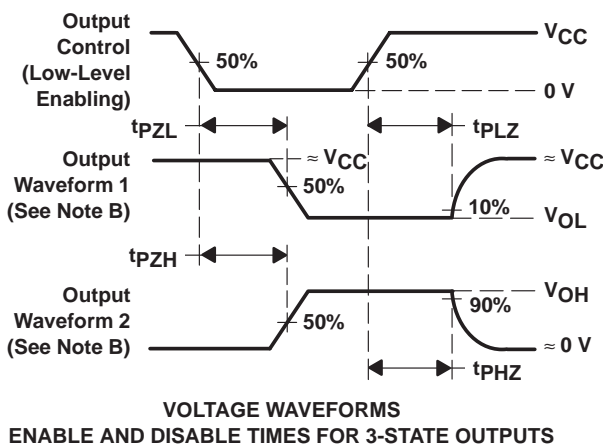 Output
Control
(Low-Level
Enabling)
50%
50%
VCC
0 V
tPZL
tPLZ
Output
Waveform 1
(See Note B)
≈ VCC
50%
≈ VCC
10%
VOL
tPZH
Output
Waveform 2
(See Note B)
50%
VOH
90%
≈ 0 V
tPHZ
VOLTAGE WAVEFORMS
ENABLE AND DISABLE TIMES FOR 3-STATE OUTPUTS